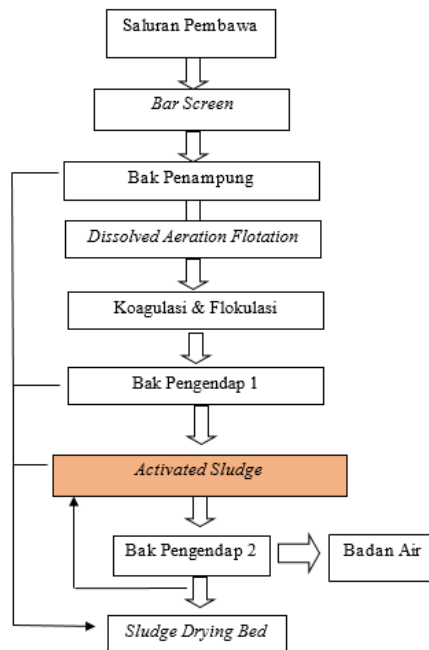 Saluran Pembawa
Bar Screen
Bak Penampung
Dissolved Aeration Flotation
Koagulasi & Flokulasi
Bak Pengendap 1
Activated Sludge
Bak Pengendap 2
Badan Air
Sludge Drying Bed